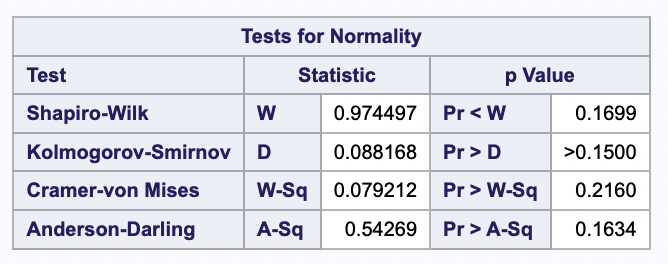 Tests for Normality
Test Statistic p Value
Shapiro-Wilk W 0.974497 Pr < W 0.1699
Kolmogorov-Smirnov D 0.088168 Pr > D >0.1500
Cramer-von Mises W-Sq 0.079212 Pr > W-Sq 0.2160
Anderson-Darling A-Sq 0.54269 Pr > A-Sq 0.1634